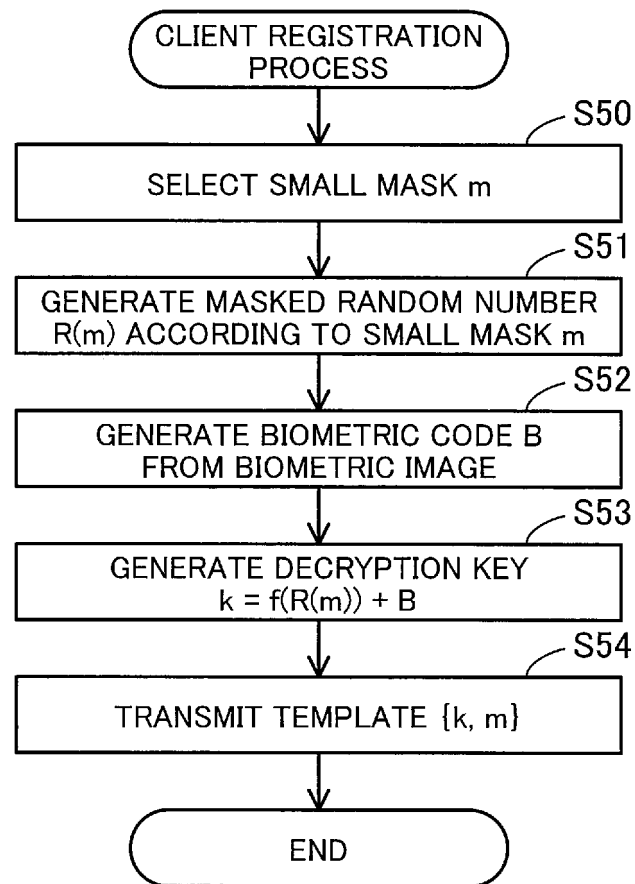 CLIENT REGISTRATION
PROCESS
S50
SELECT SMALL MASK m
S51
GENERATE MASKED RANDOM NUMBER
R(m) ACCORDING TO SMALL MASK m
S52
GENERATE BIOMETRIC CODE B
FROM BIOMETRIC IMAGE
S53
GENERATE DECRYPTION KEY
k = f(R(m)) + B
S54
TRANSMIT TEMPLATE {k, m}
END